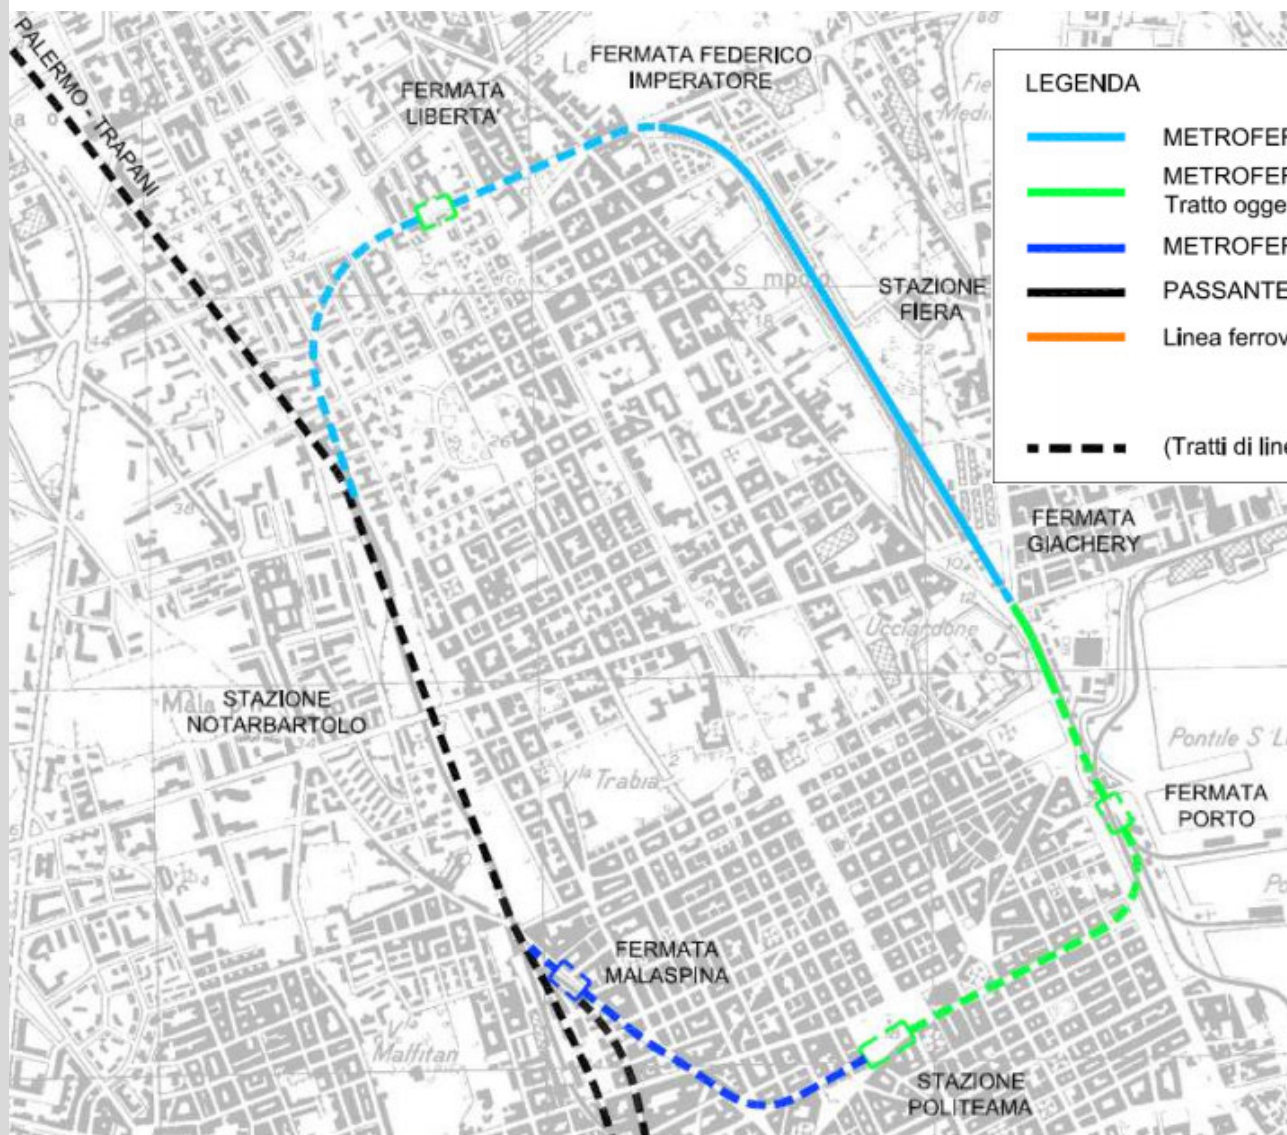 PALERMO - TRAPANI
FERMATA
LIBERTA'
FERMATA FEDERICO
IMPERATORE
LEGENDA
METROFER
METROFER
Tratto ogge
METROFER
PASSANTE
Linea ferrov
(Tratti di line
STAZIONE
FIERA
FERMATA
GIACHERY
Ucciardone
STAZIONE
NOTARBARTOLO
Pontile S L
Vla Trabia
FERMATA
PORTO
FERMATA
MALASPINA
Malfitan
STAZIONE
POLITEAMA